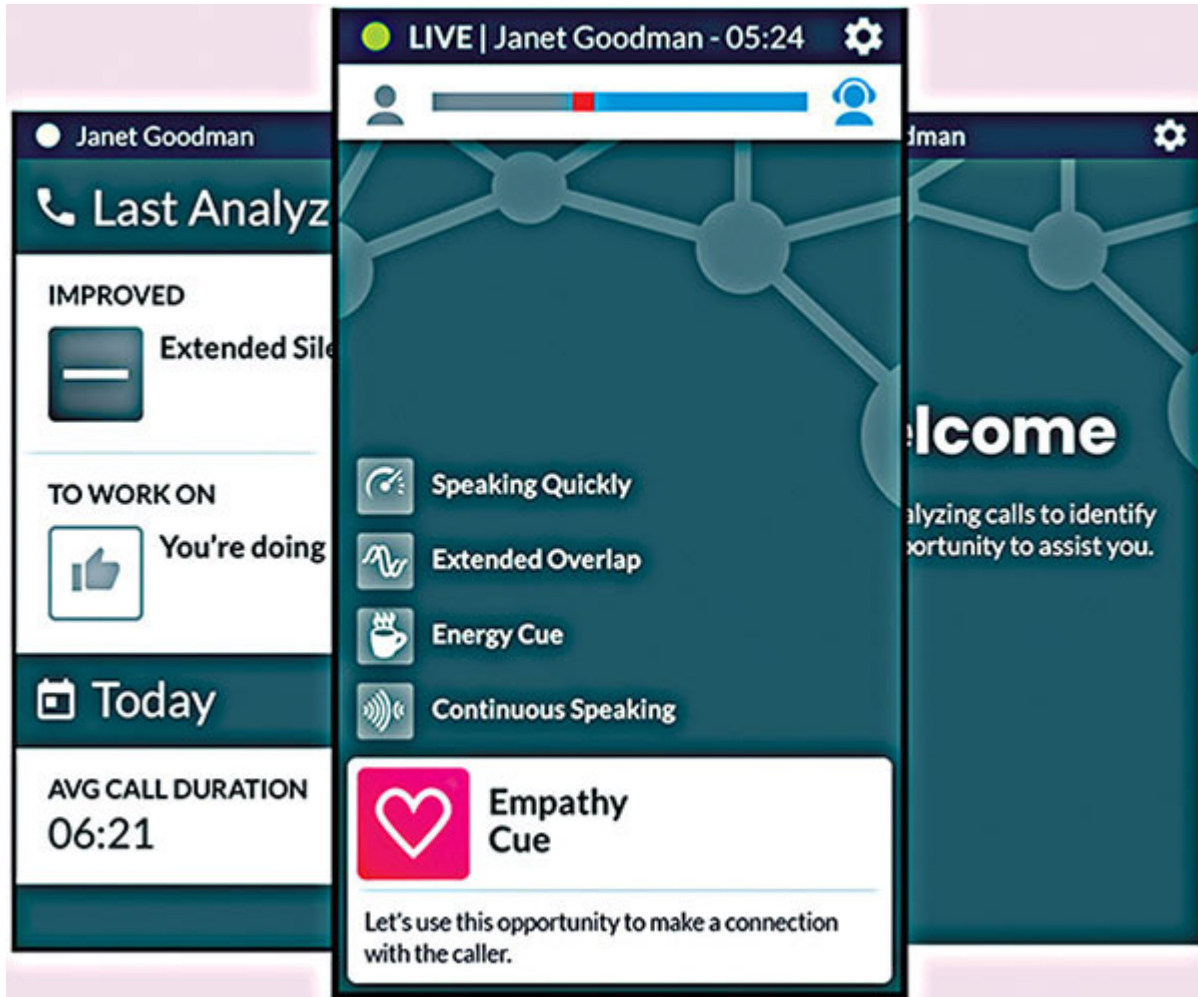 Janet Goodman
Last Analyz
IMPROVED
Extended Sile
TO WORK ON
You're doing
Today
AVG CALL DURATION
06:21
LIVE | Janet Goodman - 05:24
Speaking Quickly
Extended Overlap
Energy Cue
Continuous Speaking
Empathy
Cue
Let's use this opportunity to make a connection
with the caller.
dman
elcome
alyzing calls to identify
ortunity to assist you.